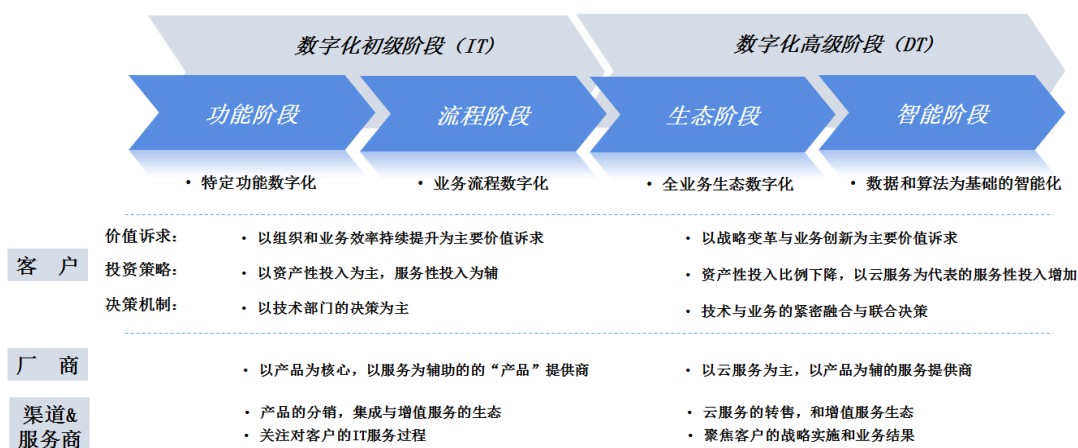 数字化初级阶段（IT）
数字化高级阶段（DT）
功能阶段
流程阶段
生态阶段
智能阶段
• 特定功能数字化
• 业务流程数字化
• 全业务生态数字化
• 数据和算法为基础的智能化
客 户
价值诉求：
• 以组织和业务效率持续提升为主要价值诉求
• 以战略变革与业务创新为主要价值诉求
投资策略：
• 以资产性投入为主，服务性投入为辅
• 资产性投入比例下降，以云服务为代表的服务性投入增加
决策机制：
• 以技术部门的决策为主
• 技术与业务的紧密融合与联合决策
厂 商
• 以产品为核心，以服务为辅助的的“产品”提供商
• 以云服务为主，以产品为辅的服务提供商
渠道&
服务商
• 产品的分销，集成与增值服务的生态
• 云服务的转售，和增值服务生态
• 关注对客户的IT服务过程
• 聚焦客户的战略实施和业务结果